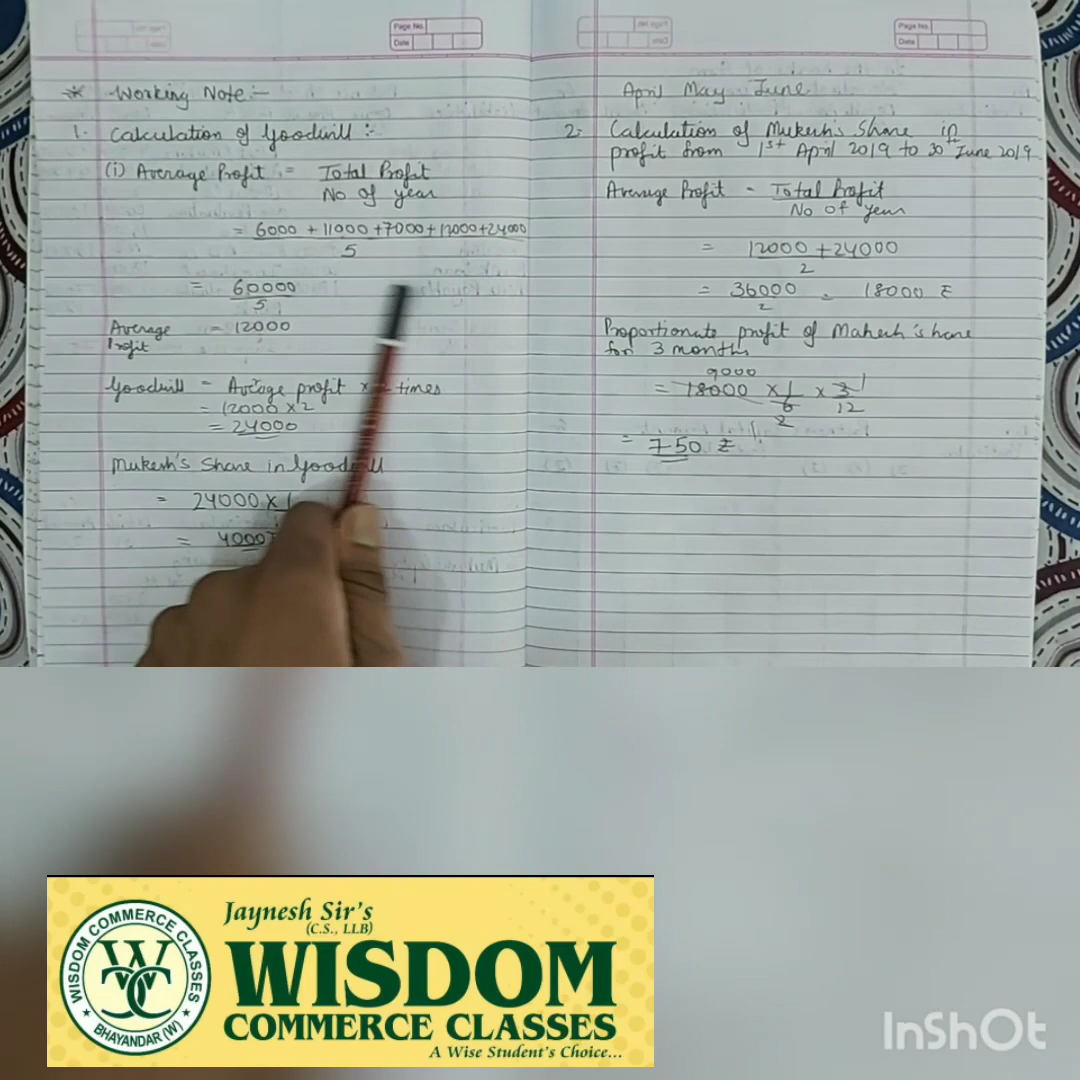 Page No.
Date
* Working Note :-
1. Calculation of Goodwill :-
(i) Average Profit = Total Profit
No of year
= 6000 + 11000 + 7000 + 12000 + 24000
5
= 60000
5
Average = 12000
Profit
Goodwill = Average profit × times
= 12000 × 2
= 24000
Mukesh's Share in Goodwill
= 24000 × 1
= 4000
Page No.
Date
April May June
2. Calculation of Mukesh's Share in
profit from 1st April 2019 to 30th June 2019
Average Profit = Total Profit
No of year
= 12000 + 24000
2
= 36000 = 18000 ₹
2
Proportionate profit of Mahesh's hare
for 3 months
9000
= 18000 × 1 × 3 1
6 12
2
= 750 ₹
Jaynesh Sir's
(C.S., LLB)
WISDOM
COMMERCE CLASSES
A Wise Student's Choice...
WISDOM COMMERCE CLASSES
WCC
BHAYANDAR (W)
InShOt